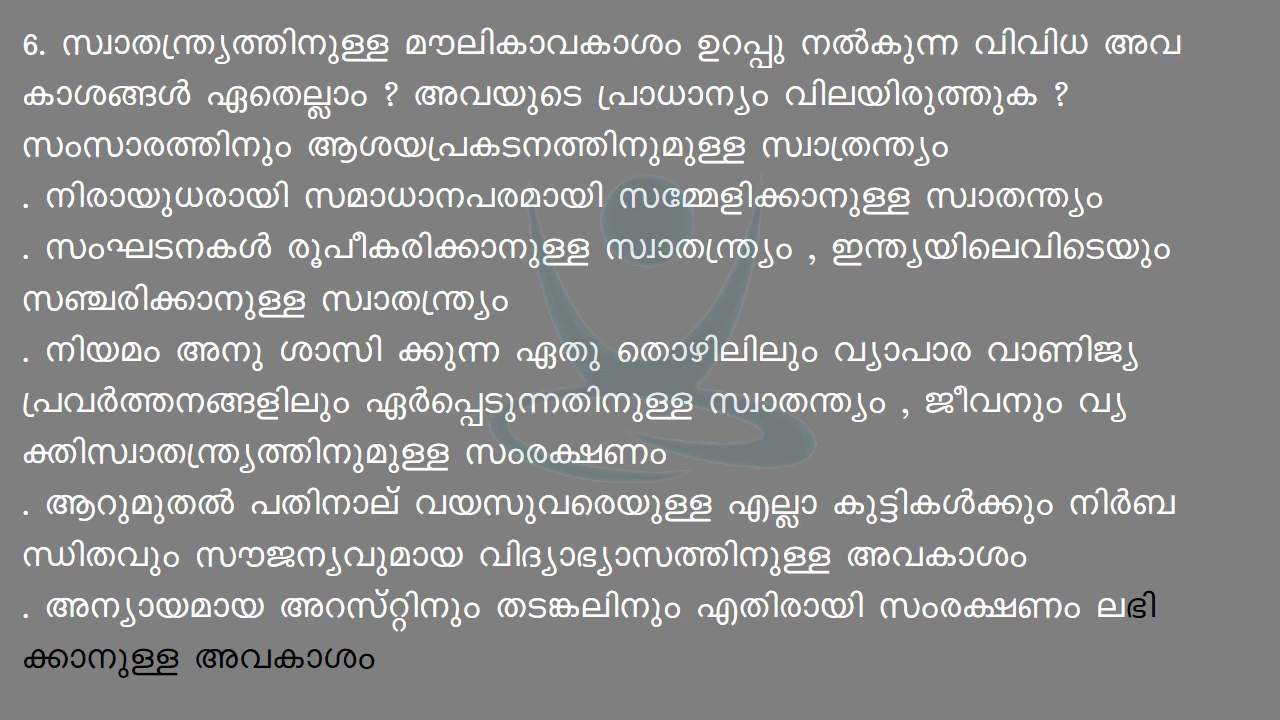 6. സ്വാതന്ത്ര്യത്തിനുള്ള മൗലികാവകാശം ഉറപ്പു നൽകുന്ന വിവിധ അവ
കാശങ്ങൾ ഏതെല്ലാം ? അവയുടെ പ്രാധാന്യം വിലയിരുത്തുക ?
സംസാരത്തിനും ആശയപ്രകടനത്തിനുമുള്ള സ്വാത്രന്ത്യം
. നിരായുധരായി സമാധാനപരമായി സമ്മേളിക്കാനുള്ള സ്വാതന്ത്യം
. സംഘടനകൾ രൂപീകരിക്കാനുള്ള സ്വാതന്ത്ര്യം , ഇന്ത്യയിലെവിടെയും
സഞ്ചരിക്കാനുള്ള സ്വാതന്ത്ര്യം
. നിയമം അനു ശാസി ക്കുന്ന ഏതു തൊഴിലിലും വ്യാപാര വാണിജ്യ
പ്രവർത്തനങ്ങളിലും ഏർപ്പെടുന്നതിനുള്ള സ്വാതന്ത്യം , ജീവനും വ്യ
ക്തിസ്വാതന്ത്ര്യത്തിനുമുള്ള സംരക്ഷണം
. ആറുമുതൽ പതിനാല് വയസുവരെയുള്ള എല്ലാ കുട്ടികൾക്കും നിർബ
ന്ധിതവും സൗജന്യവുമായ വിദ്യാഭ്യാസത്തിനുള്ള അവകാശം
. അന്യായമായ അറസ്റ്റിനും തടങ്കലിനും എതിരായി സംരക്ഷണം ലഭി
ക്കാനുള്ള അവകാശം